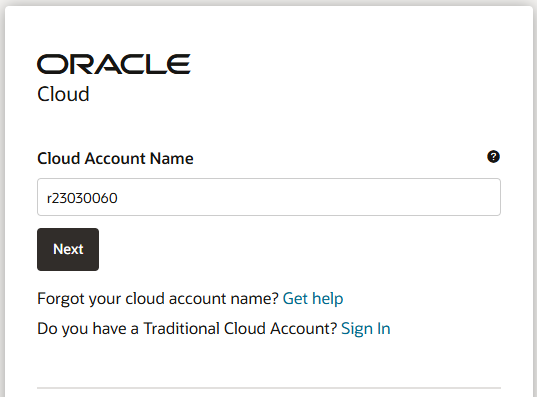 ORACLE
Cloud
Cloud Account Name
?
r23030060
Next
Forgot your cloud account name? Get help
Do you have a Traditional Cloud Account? Sign In